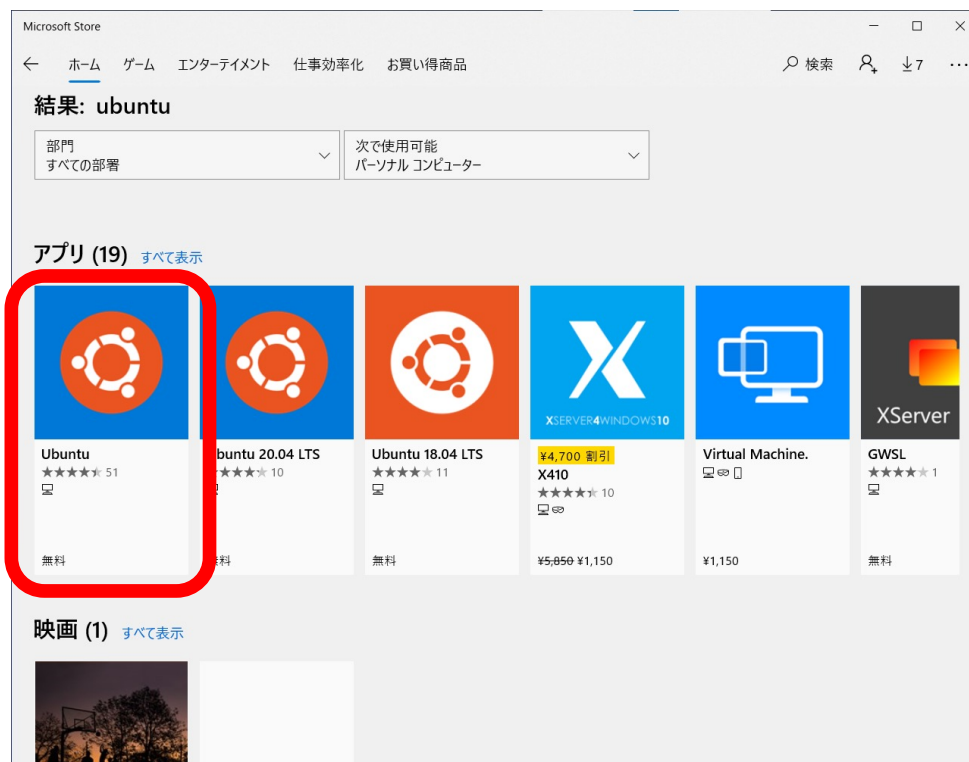 Microsoft Store
ホーム ゲーム エンターテイメント 仕事効率化 お買い得商品 検索 7
結果: ubuntu
部門
すべての部署
次で使用可能
パーソナル コンピューター
アプリ (19) すべて表示
XSERVER4WINDOWS10
XServer
Ubuntu
51
無料
buntu 20.04 LTS
10
料
Ubuntu 18.04 LTS
11
無料
¥4,700 割引
X410
10
¥5,850 ¥1,150
Virtual Machine.
¥1,150
GWSL
1
無料
映画 (1) すべて表示